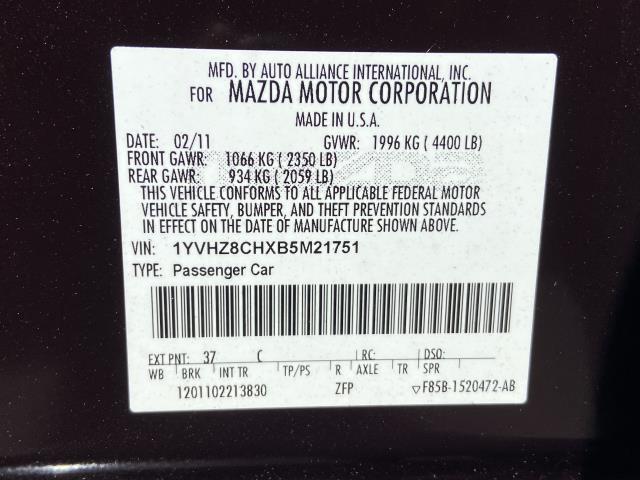 MFD. BY AUTO ALLIANCE INTERNATIONAL, INC.
FOR MAZDA MOTOR CORPORATION
MADE IN U.S.A.
DATE: 02/11 GVWR: 1996 KG ( 4400 LB)
FRONT GAWR: 1066 KG ( 2350 LB)
REAR GAWR: 934 KG ( 2059 LB)
THIS VEHICLE CONFORMS TO ALL APPLICABLE FEDERAL MOTOR
VEHICLE SAFETY, BUMPER, AND THEFT PREVENTION STANDARDS
IN EFFECT ON THE DATE OF MANUFACTURE SHOWN ABOVE.
VIN: 1YVHZ8CHXB5M21751
TYPE: Passenger Car
EXT PNT: 37 C RC: DSO:
WB BRK INT TR TP/PS R AXLE TR SPR
1201102213830 ZFP ▽F85B-1520472-AB